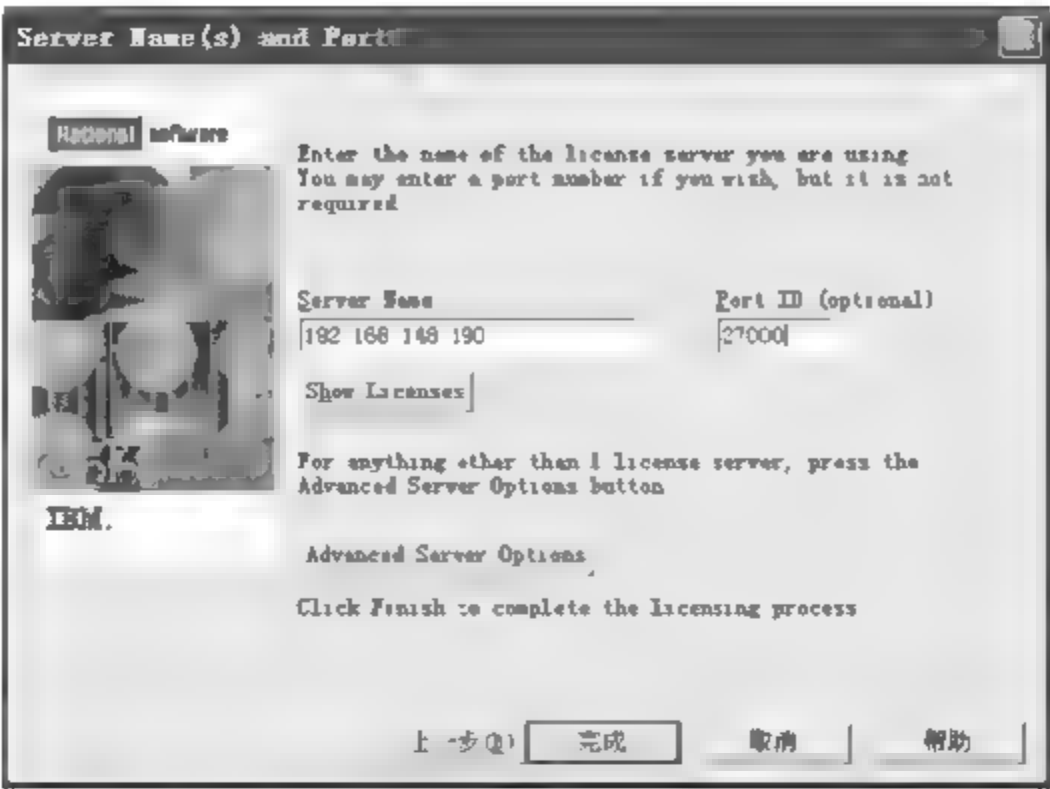 Server Name(s) and Port
Rational software
Enter the name of the license server you are using
You may enter a port number if you wish, but it is not
required
Server Name
Port ID (optional)
192 168 148 190
27000
Show Licenses
For anything other than 1 license server, press the
Advanced Server Options button
IBM.
Advanced Server Options
Click Finish to complete the Licensing process
上一步(B)
完成
取消
帮助